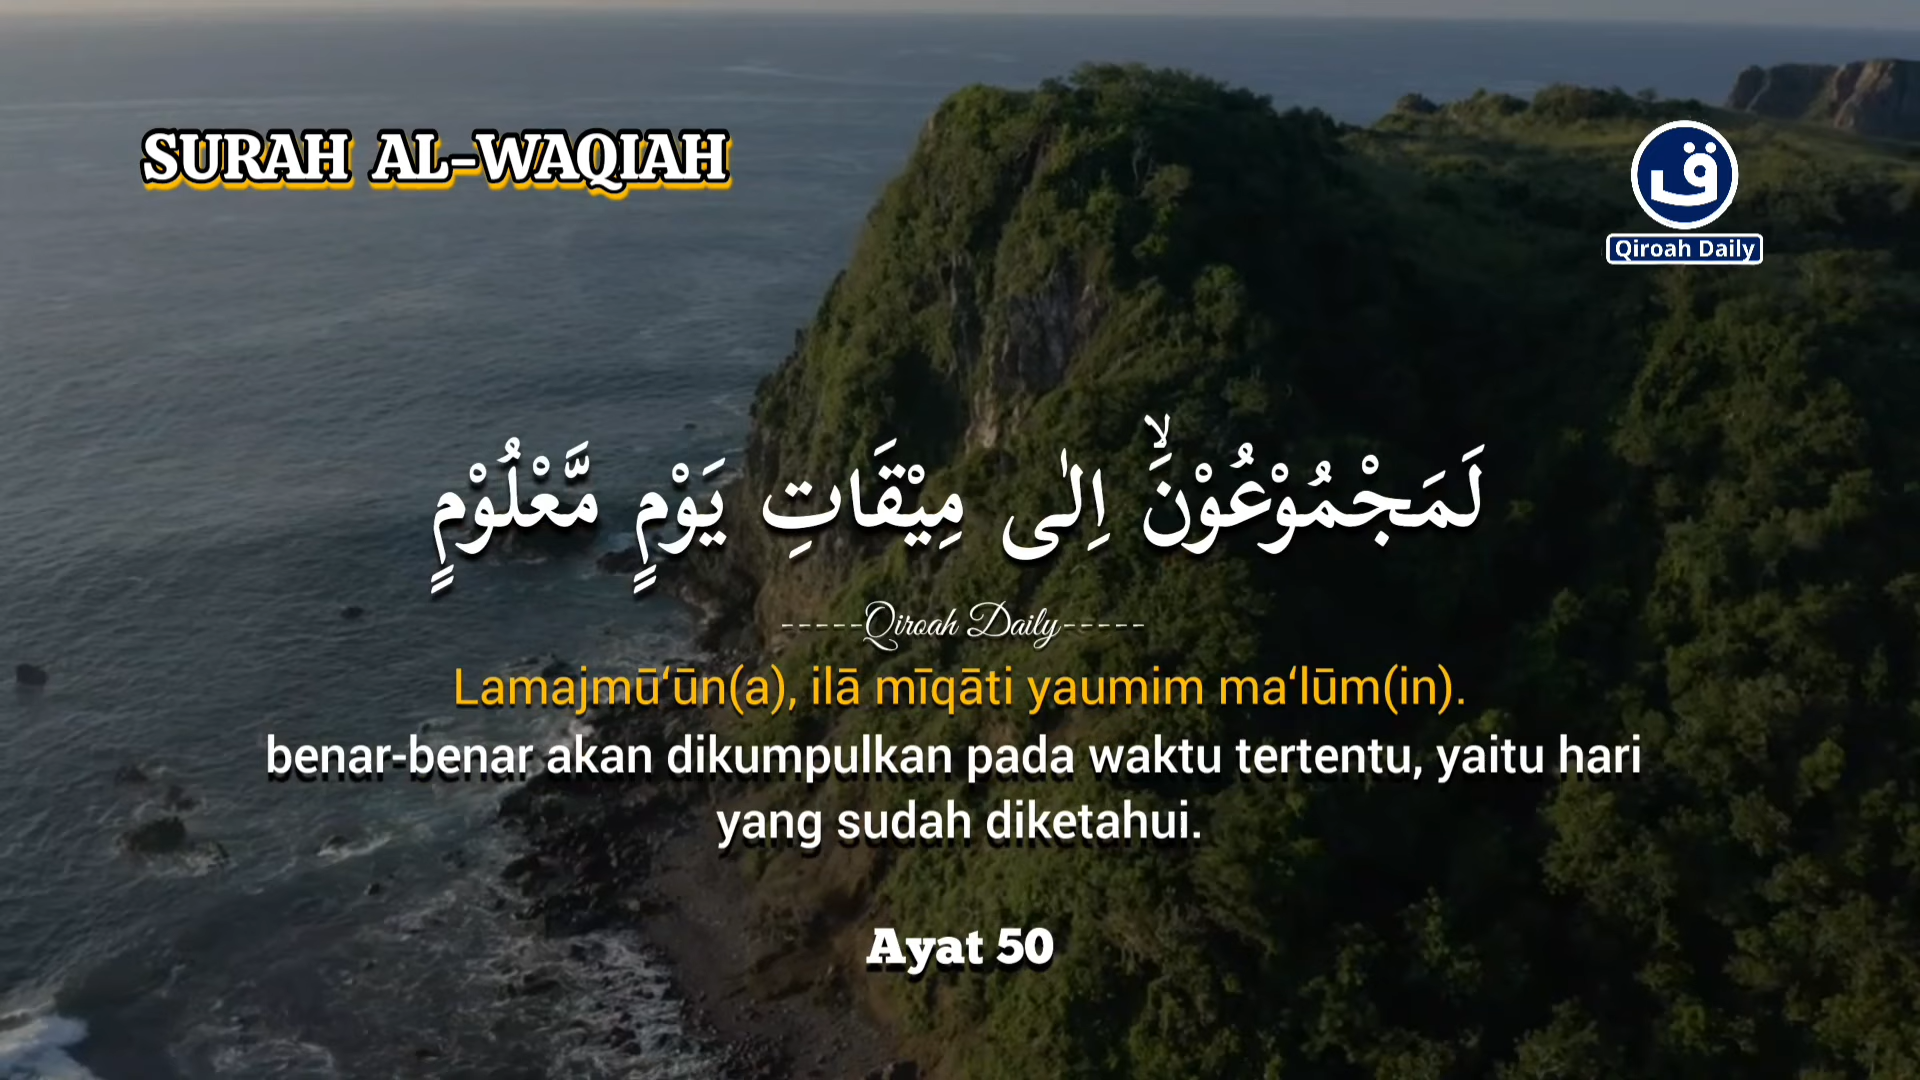 SURAH AL-WAQIAH
ق
Qiroah Daily
لَمَجْمُوْعُوْنَۙ اِلٰى مِيْقَاتِ يَوْمٍ مَّعْلُوْمٍ
-----Qiroah Daily-----
Lamajmū‘ūn(a), ilā mīqāti yaumim ma‘lūm(in).
benar-benar akan dikumpulkan pada waktu tertentu, yaitu hari
yang sudah diketahui.
Ayat 50